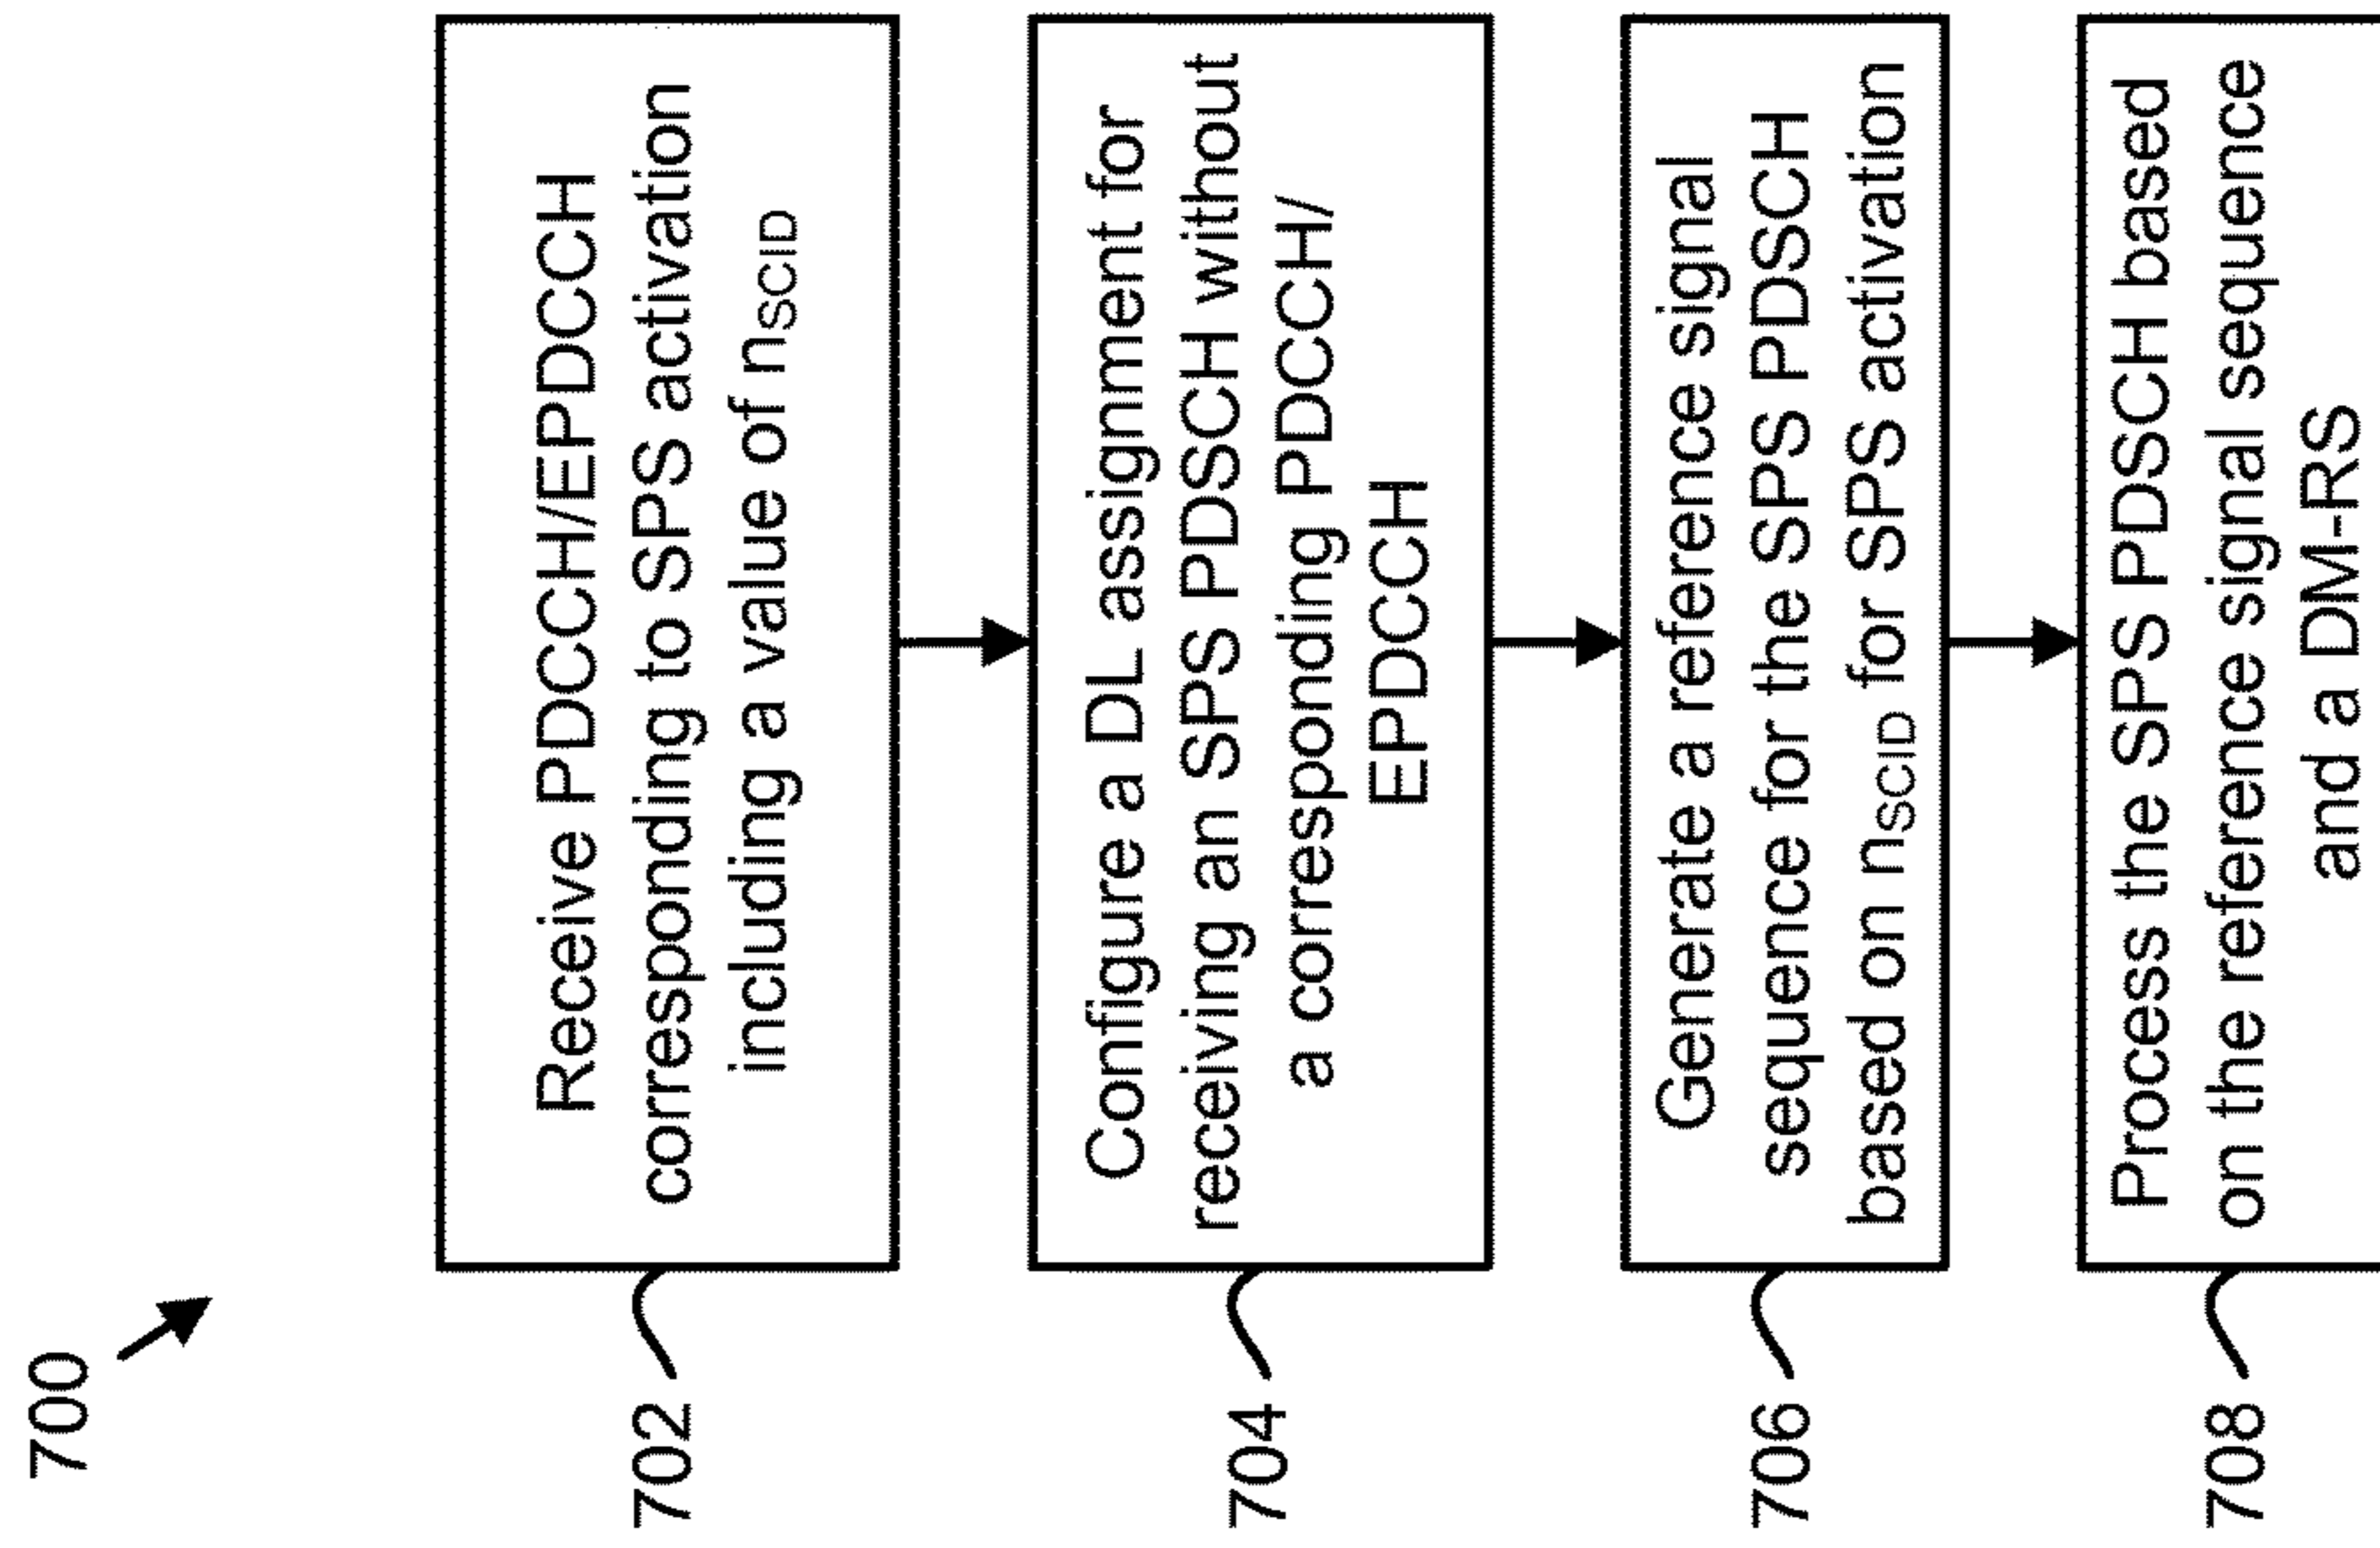 700
702
Receive PDCCH/EPDCCH
corresponding to SPS activation
including a value of nSCID
704
Configure a DL assignment for
receiving an SPS PDSCH without
a corresponding PDCCH/
EPDCCH
706
Generate a reference signal
sequence for the SPS PDSCH
based on nSCID for SPS activation
708
Process the SPS PDSCH based
on the reference signal sequence
and a DM-RS